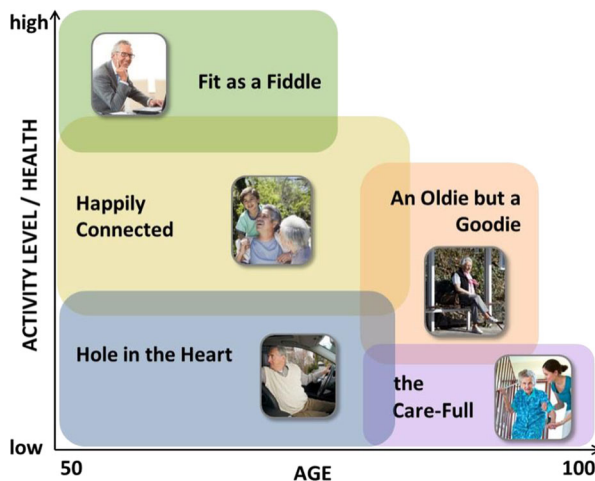 high
Fit as a Fiddle
Happily
Connected
An Oldie but a
Goodie
ACTIVITY LEVEL / HEALTH
Hole in the Heart
the
Care-Full
low
50
AGE
100